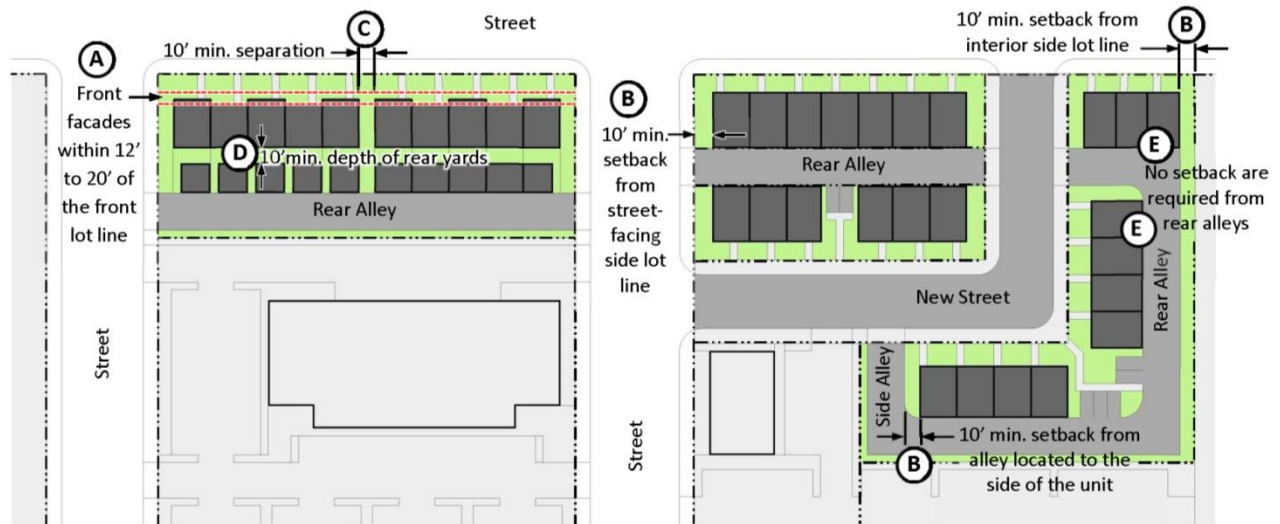 Street
C
10' min. separation
A
Front
facades
within 12'
to 20' of
the front
lot line
D
10'min. depth of rear yards
Rear Alley
Street
10' min. setback from
interior side lot line
B
B
10' min.
setback
from
street-
facing
side lot
line
Rear Alley
E
No setback are
required from
rear alleys
E
New Street
Rear Alley
Side Alley
Street
B
10' min. setback from
alley located to the
side of the unit